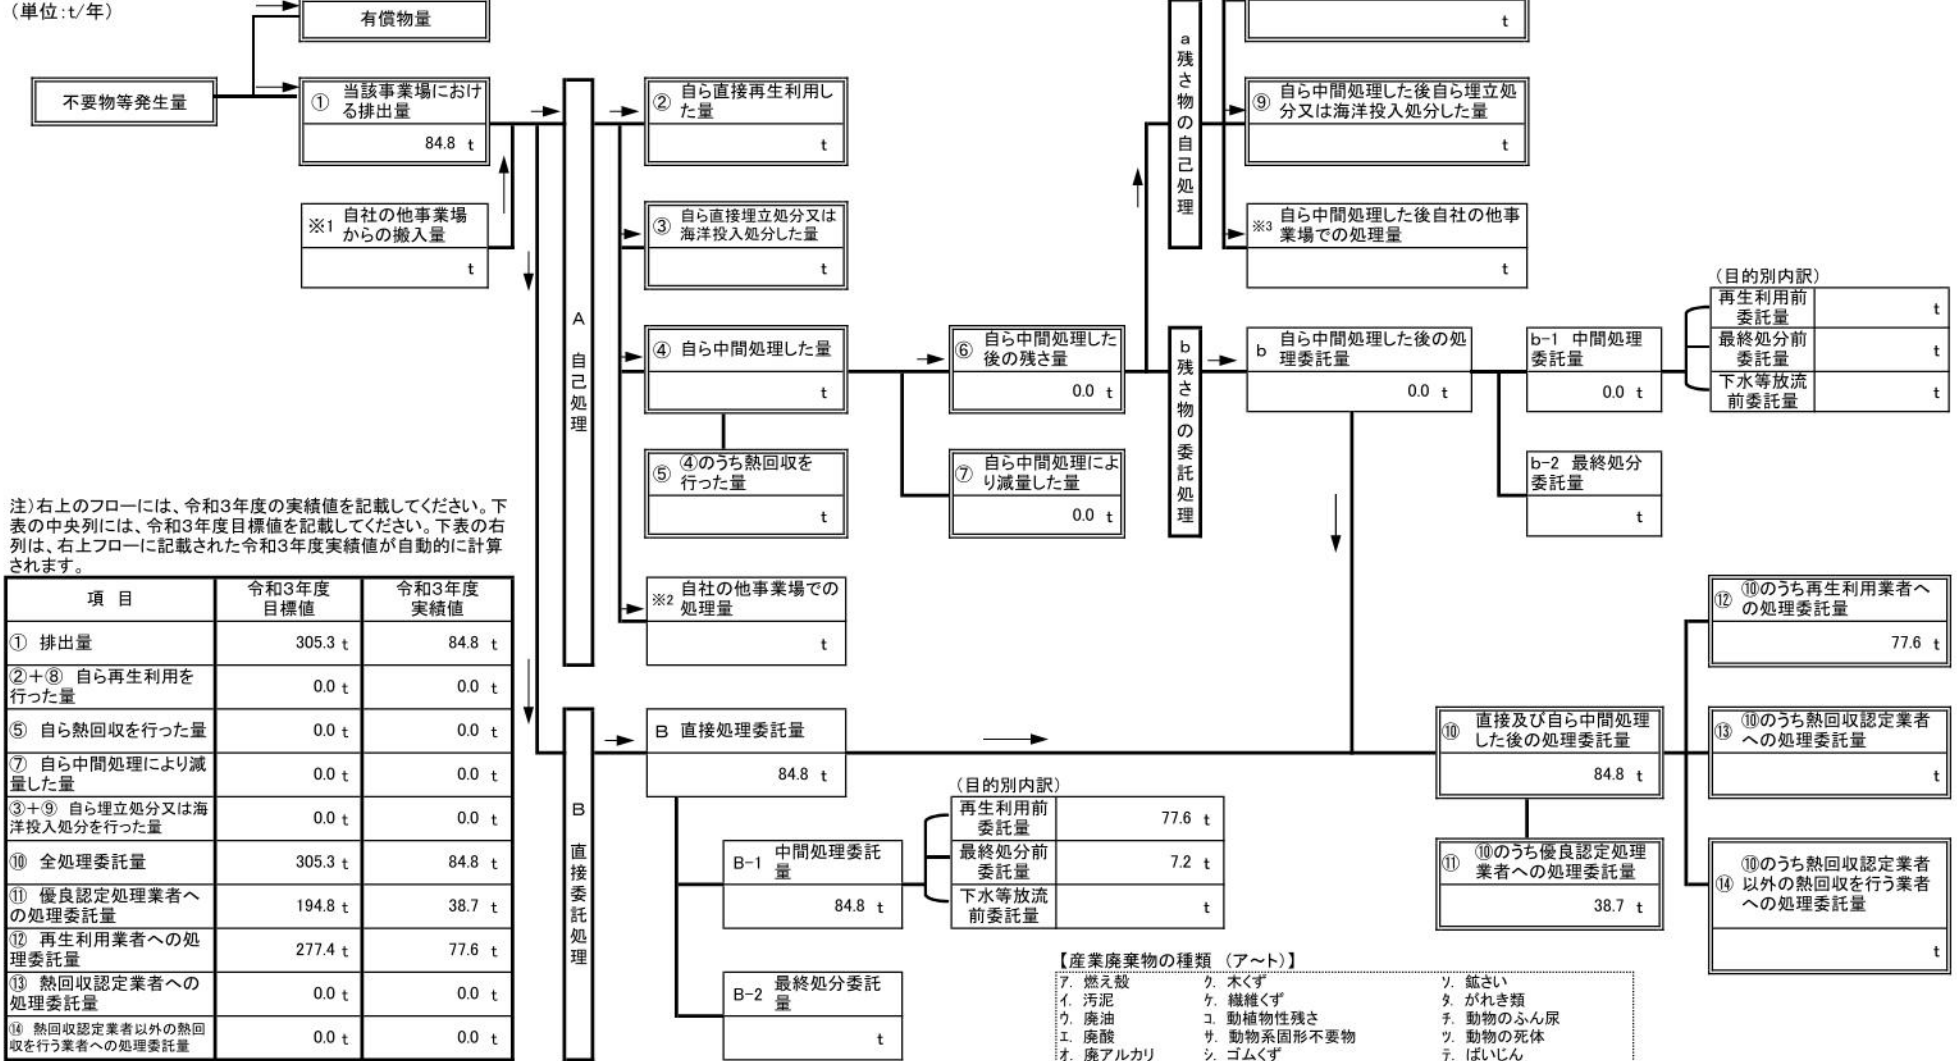 （単位：t/年）
有償物量
不要物等発生量
① 当該事業場におけ
る排出量
84.8 t
※1 自社の他事業場
からの搬入量
t
A 自己処理
② 自ら直接再生利用し
た量
t
③ 自ら直接埋立処分又は
海洋投入処分した量
t
④ 自ら中間処理した量
t
⑤ ④のうち熱回収を
行った量
t
※2 自社の他事業場での
処理量
t
⑥ 自ら中間処理した
後の残さ量
0.0 t
⑦ 自ら中間処理によ
り減量した量
0.0 t
a 残さ物の自己処理
t
⑨ 自ら中間処理した後自ら埋立処
分又は海洋投入処分した量
t
※3 自ら中間処理した後自社の他事
業場での処理量
t
b 残さ物の委託処理
b 自ら中間処理した後の処
理委託量
0.0 t
b-1 中間処理
委託量
0.0 t
b-2 最終処分
委託量
t
（目的別内訳）
再生利用前
委託量
t
最終処分前
委託量
t
下水等放流
前委託量
t
注）右上のフローには、令和3年度の実績値を記載してください。下
表の中央列には、令和3年度目標値を記載してください。下表の右
列は、右上フローに記載された令和3年度実績値が自動的に計算
されます。
項 目
令和3年度
目標値
令和3年度
実績値
① 排出量
305.3 t
84.8 t
②＋⑧ 自ら再生利用を
行った量
0.0 t
0.0 t
⑤ 自ら熱回収を行った量
0.0 t
0.0 t
⑦ 自ら中間処理により減
量した量
0.0 t
0.0 t
③＋⑨ 自ら埋立処分又は海
洋投入処分を行った量
0.0 t
0.0 t
⑩ 全処理委託量
305.3 t
84.8 t
⑪ 優良認定処理業者へ
の処理委託量
194.8 t
38.7 t
⑫ 再生利用業者への処
理委託量
277.4 t
77.6 t
⑬ 熱回収認定業者への
処理委託量
0.0 t
0.0 t
⑭ 熱回収認定業者以外の熱回
収を行う業者への処理委託量
0.0 t
0.0 t
B 直接委託処理
B 直接処理委託量
84.8 t
B-1 中間処理委託
量
84.8 t
B-2 最終処分委託
量
t
（目的別内訳）
再生利用前
委託量
77.6 t
最終処分前
委託量
7.2 t
下水等放流
前委託量
t
⑩ 直接及び自ら中間処理
した後の処理委託量
84.8 t
⑪ ⑩のうち優良認定処理
業者への処理委託量
38.7 t
⑫ ⑩のうち再生利用業者へ
の処理委託量
77.6 t
⑬ ⑩のうち熱回収認定業者
への処理委託量
t
⑭ ⑩のうち熱回収認定業者
以外の熱回収を行う業者
への処理委託量
t
【産業廃棄物の種類 （ア～ト）】
ア. 燃え殻
イ. 汚泥
ウ. 廃油
エ. 廃酸
オ. 廃アルカリ
ク. 木くず
ケ. 繊維くず
コ. 動植物性残さ
サ. 動物系固形不要物
シ. ゴムくず
ソ. 鉱さい
タ. がれき類
チ. 動物のふん尿
ツ. 動物の死体
テ. ばいじん